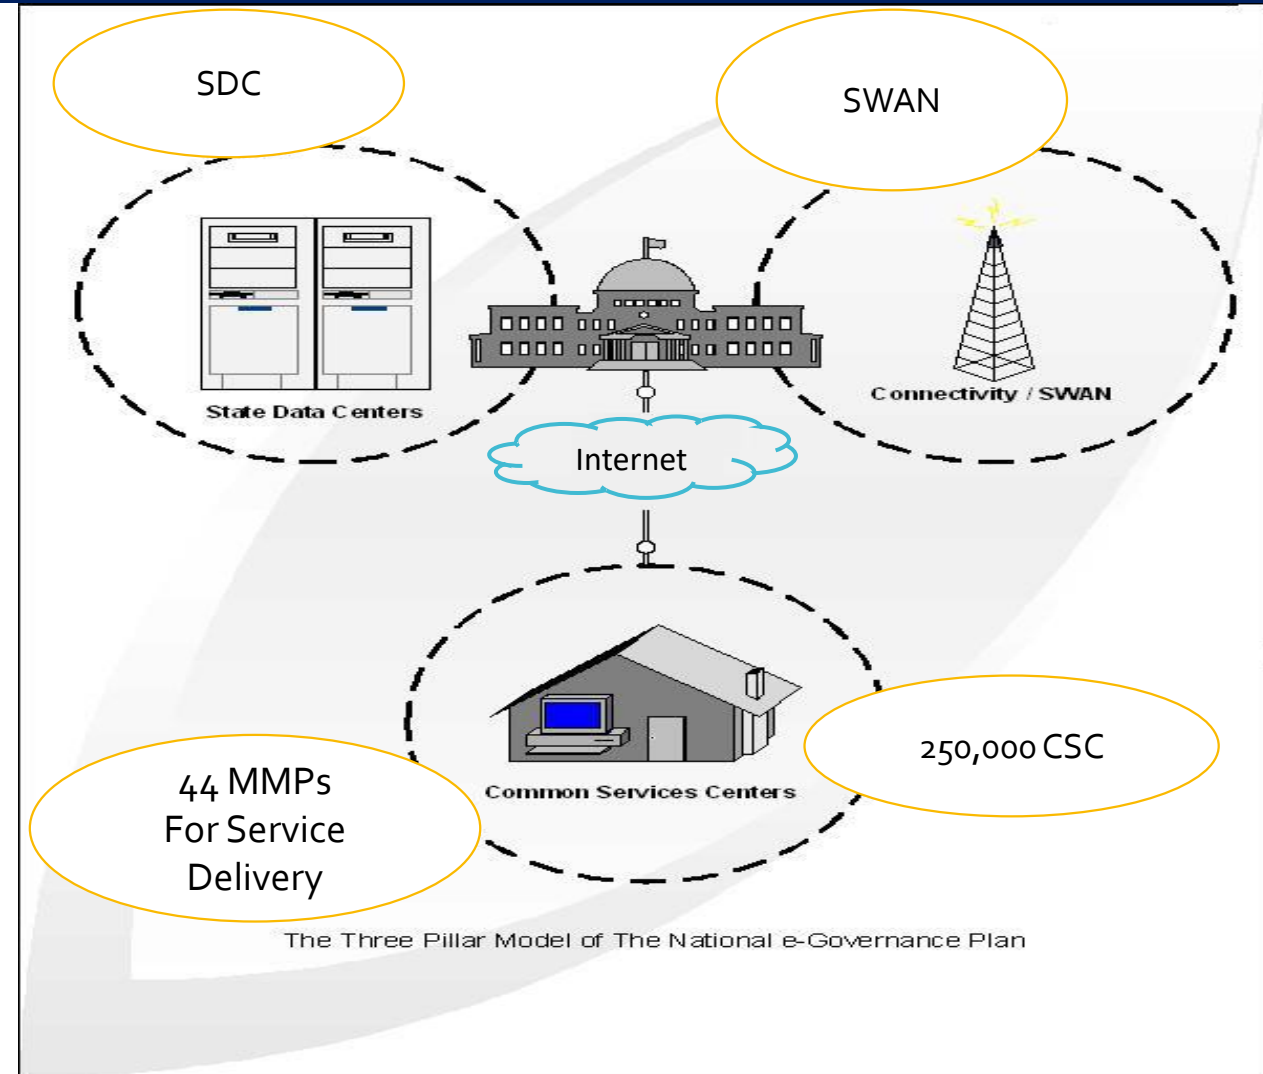 SDC
SWAN
State Data Centers
Connectivity / SWAN
Internet
250,000 CSC
44 MMPs
For Service
Delivery
Common Services Centers
The Three Pillar Model of The National e-Governance Plan